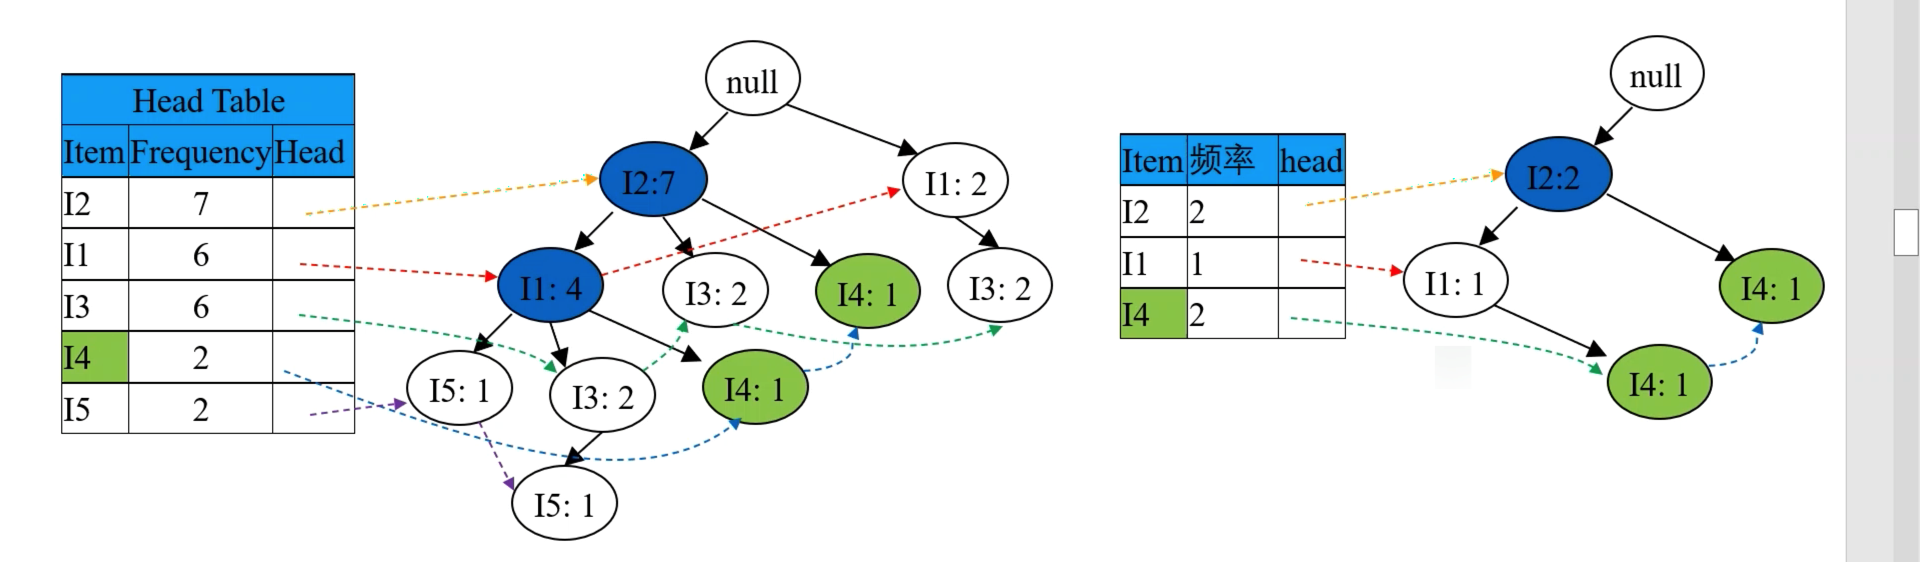 Head Table
Item Frequency Head
I2 7
I1 6
I3 6
I4 2
I5 2
null
I2:7
I1: 2
I1: 4
I3: 2
I4: 1
I3: 2
I5: 1
I3: 2
I4: 1
I5: 1
Item 频率 head
I2 2
I1 1
I4 2
null
I2:2
I1: 1
I4: 1
I4: 1